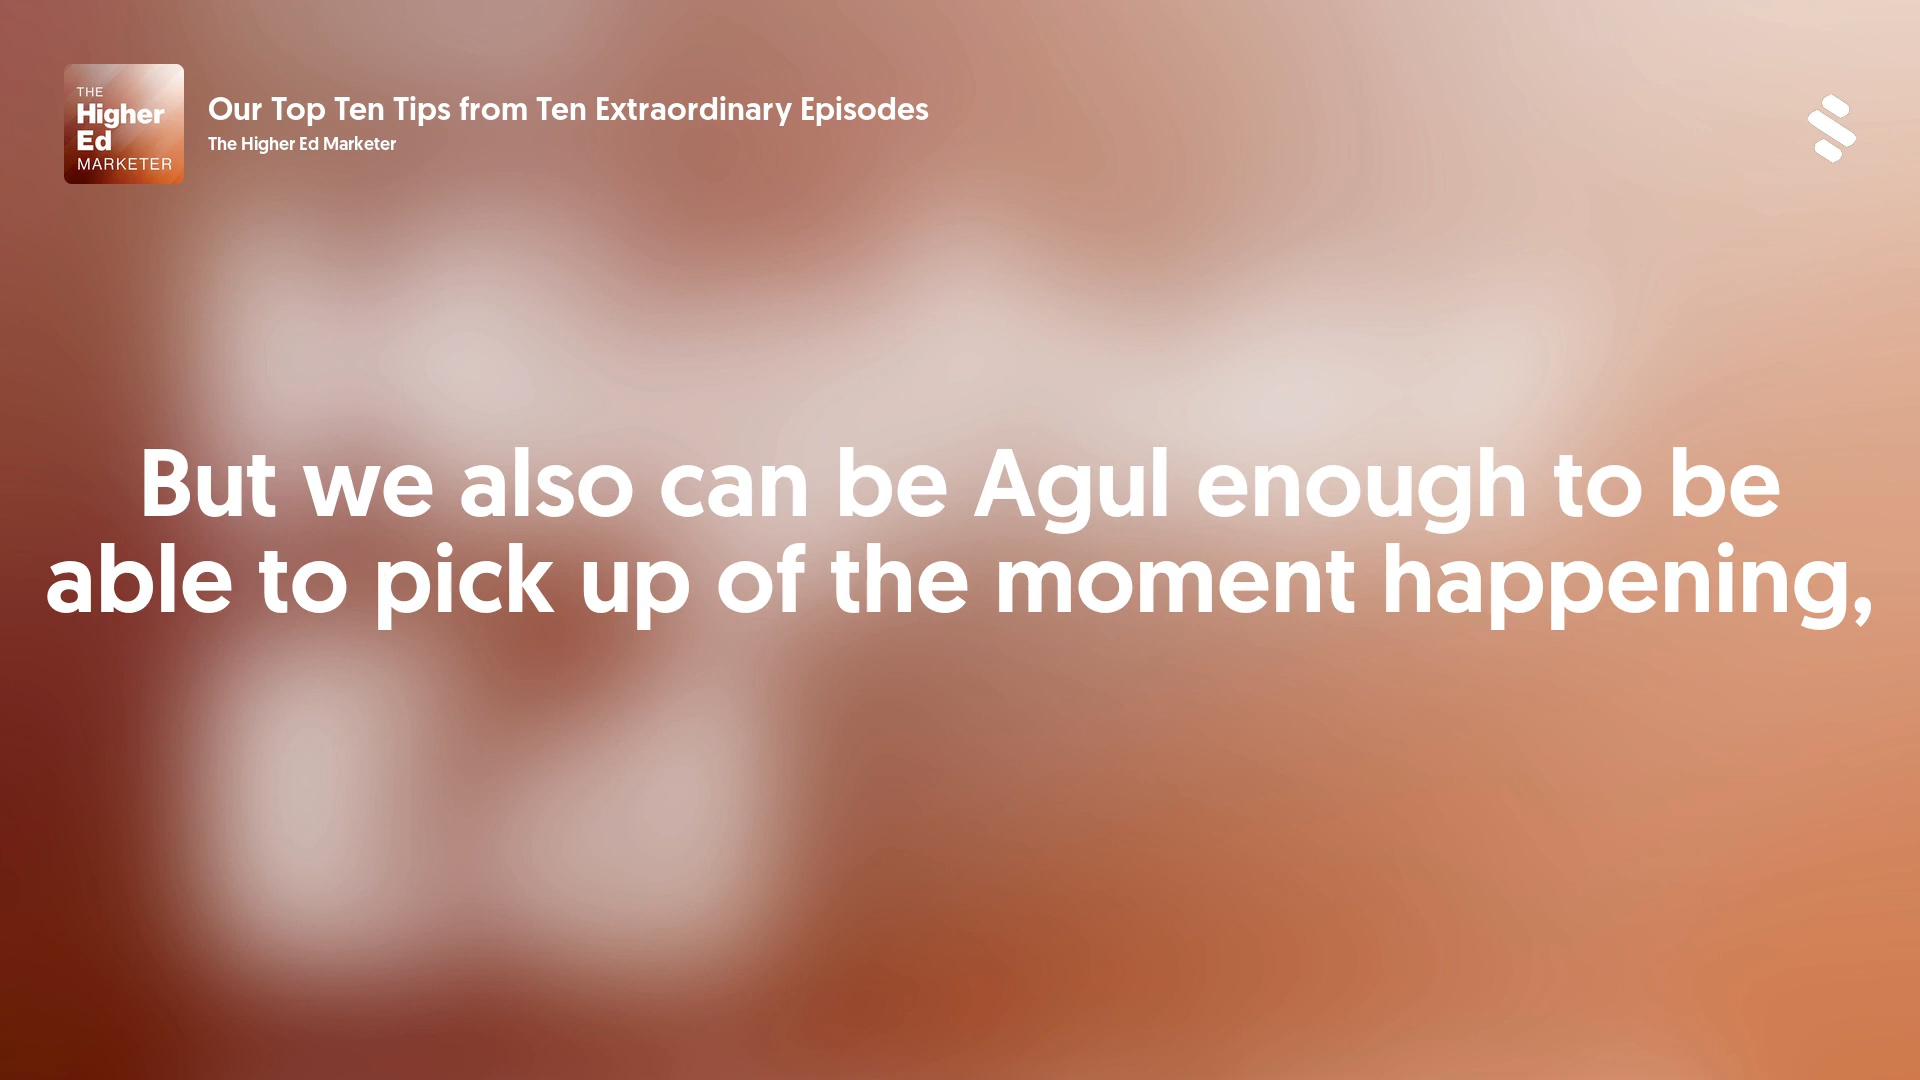 THE
Higher
Ed
MARKETER
Our Top Ten Tips from Ten Extraordinary Episodes
The Higher Ed Marketer
But we also can be Agul enough to be
able to pick up of the moment happening,